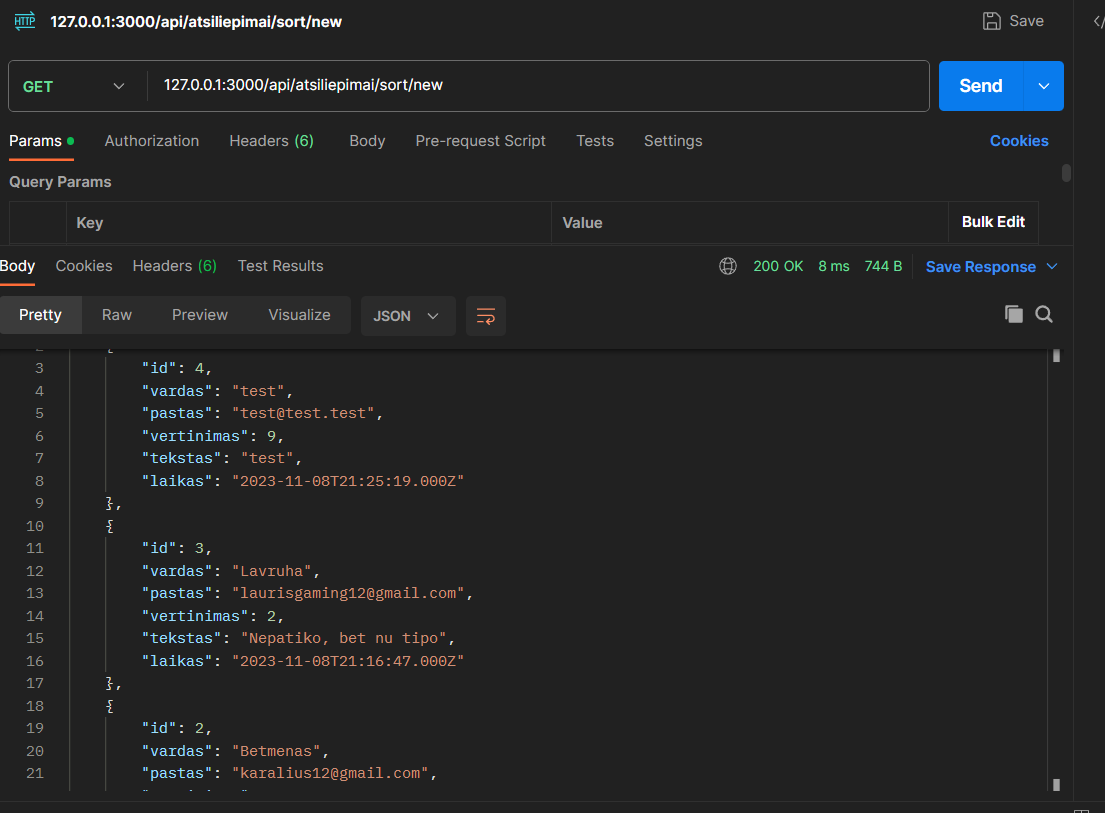 HTTP 127.0.0.1:3000/api/atsiliepimai/sort/new Save </
GET 127.0.0.1:3000/api/atsiliepimai/sort/new Send
Params Authorization Headers (6) Body Pre-request Script Tests Settings Cookies
Query Params
Key Value Bulk Edit
Body Cookies Headers (6) Test Results 200 OK 8 ms 744 B Save Response
Pretty Raw Preview Visualize JSON
2 {
3 "id": 4,
4 "vardas": "test",
5 "pastas": "test@test.test",
6 "vertinimas": 9,
7 "tekstas": "test",
8 "laikas": "2023-11-08T21:25:19.000Z"
9 },
10 {
11 "id": 3,
12 "vardas": "Lavruha",
13 "pastas": "laurisgaming12@gmail.com",
14 "vertinimas": 2,
15 "tekstas": "Nepatiko, bet nu tipo",
16 "laikas": "2023-11-08T21:16:47.000Z"
17 },
18 {
19 "id": 2,
20 "vardas": "Betmenas",
21 "pastas": "karalius12@gmail.com",